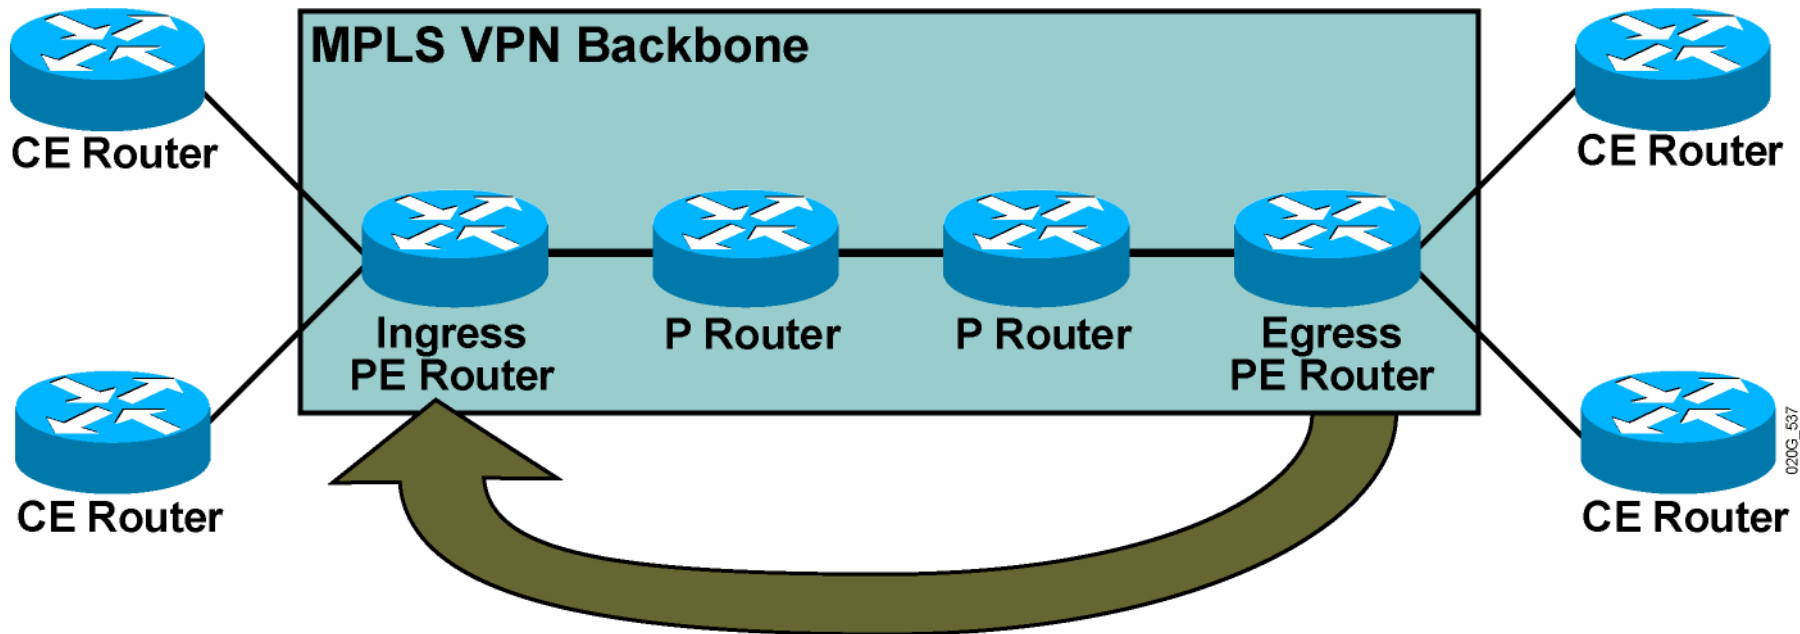 MPLS VPN Backbone
CE Router
CE Router
Ingress
PE Router
P Router
P Router
Egress
PE Router
CE Router
CE Router
020G_537